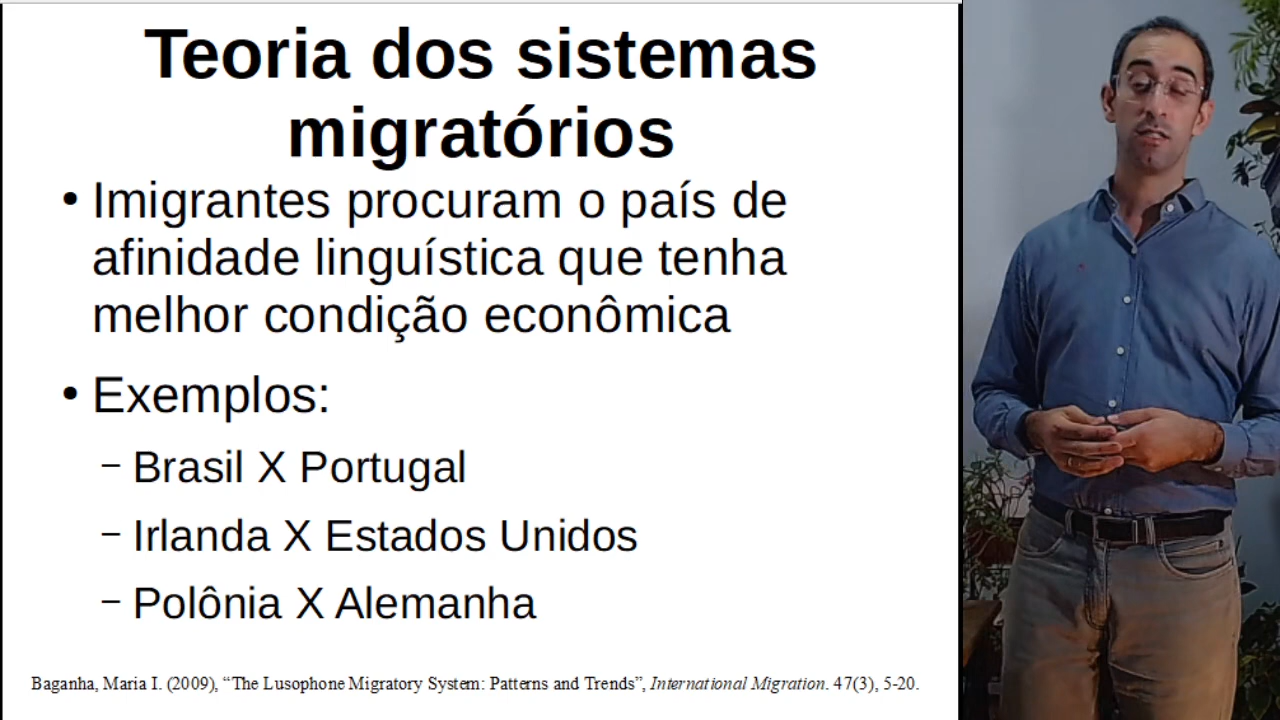 Teoria dos sistemas
migratórios
• Imigrantes procuram o país de
afinidade linguística que tenha
melhor condição econômica
• Exemplos:
– Brasil X Portugal
– Irlanda X Estados Unidos
– Polônia X Alemanha
Baganha, Maria I. (2009), “The Lusophone Migratory System: Patterns and Trends”, International Migration. 47(3), 5-20.